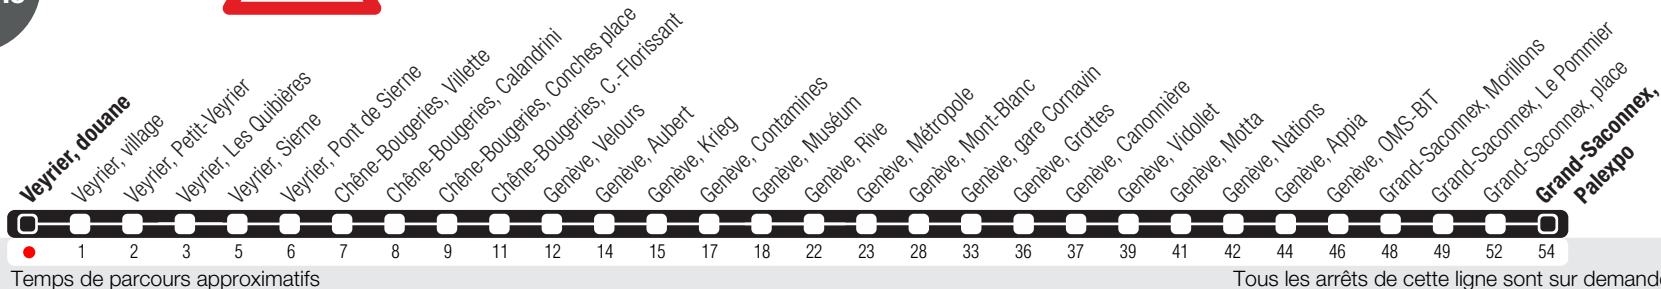 Veyrier, douane
Veyrier, village
Veyrier, Petit-Veyrier
Veyrier, Les Quibières
Veyrier, Sierne
Veyrier, Pont de Sierne
Chêne-Bougeries, Villette
Chêne-Bougeries, Calandrini
Chêne-Bougeries, Conches place
Chêne-Bougeries, C.-Florissant
Genève, Velours
Genève, Aubert
Genève, Krieg
Genève, Contamines
Genève, Muséum
Genève, Rive
Genève, Métropole
Genève, Mont-Blanc
Genève, gare Cornavin
Genève, Grottes
Genève, Canonnière
Genève, Vidollet
Genève, Motta
Genève, Nations
Genève, Appia
Genève, OMS-BIT
Grand-Saconnex, Morillons
Grand-Saconnex, Le Pommier
Grand-Saconnex, place
Grand-Saconnex,
Palexpo
1 2 3 5 6 7 8 9 11 12 14 15 17 18 22 23 28 33 36 37 39 41 42 44 46 48 49 52 54
Temps de parcours approximatifs
Tous les arrêts de cette ligne sont sur demande